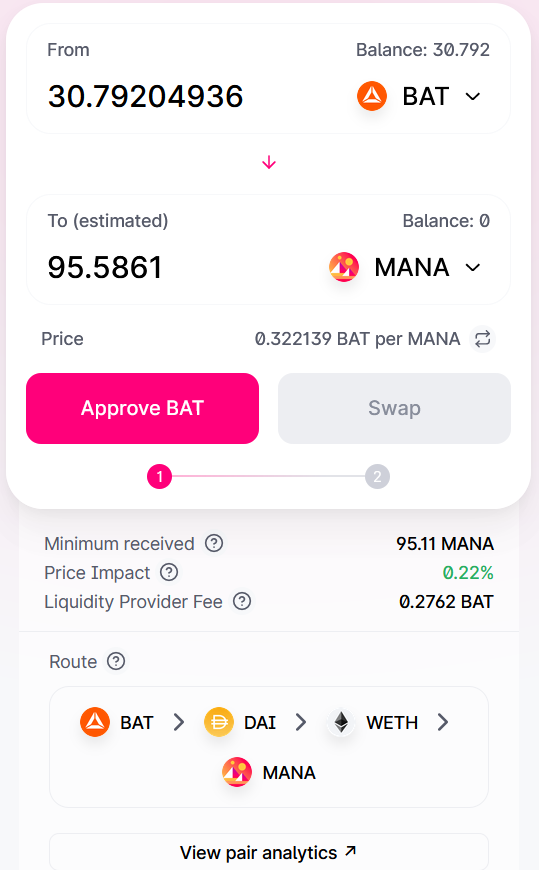 From Balance: 30.792
30.79204936 BAT
To (estimated) Balance: 0
95.5861 MANA
Price 0.322139 BAT per MANA
Approve BAT Swap
1 2
Minimum received ? 95.11 MANA
Price Impact ? 0.22%
Liquidity Provider Fee ? 0.2762 BAT
Route ?
BAT > DAI > WETH >
MANA
View pair analytics ↗